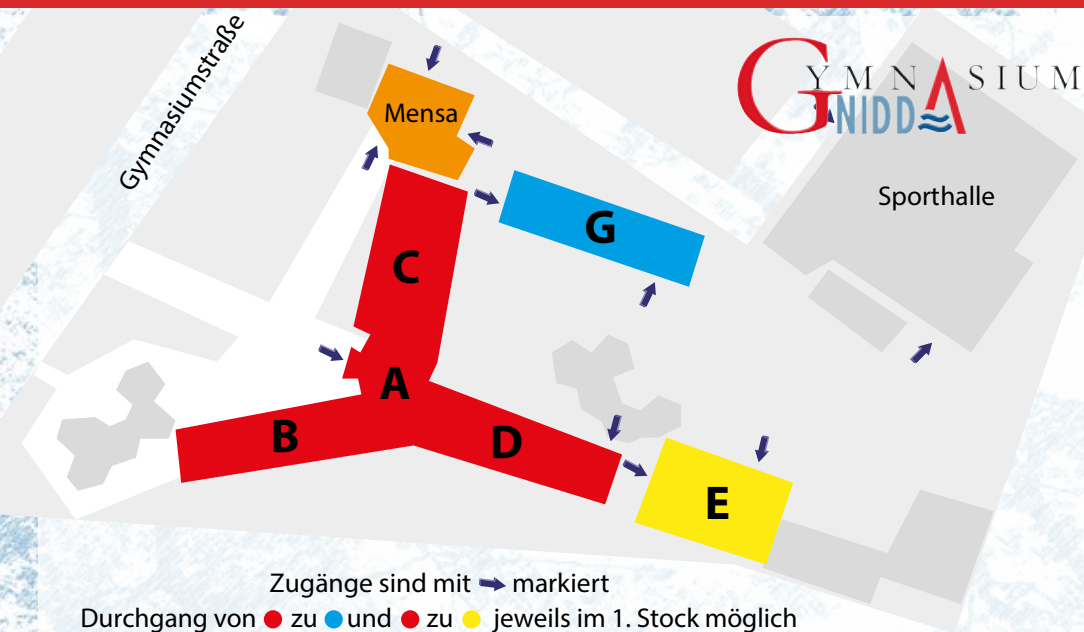 Gymnasiumstraße
GYMNASIUM
NIDDA
Mensa
Sporthalle
G
C
A
B
D
E
Zugänge sind mit markiert
Durchgang von zu und zu jeweils im 1. Stock möglich